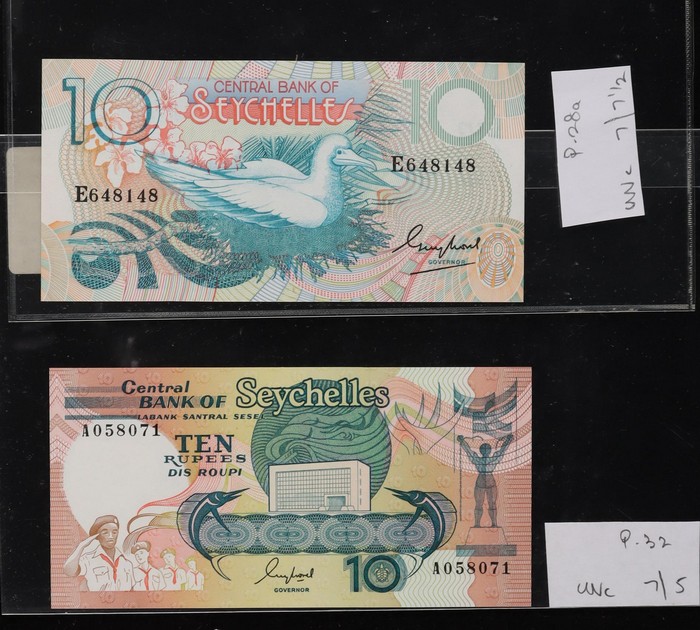 10
CENTRAL BANK OF
SEYCHELLES
10
E648148
E648148
10
GOVERNOR
P.28a
UNC 7/7½
Central
BANK OF Seychelles
LABANK SANTRAL SESEL
A058071
TEN
RUPEES
DIS ROUPI
GOVERNOR
10
A058071
P.32
UNC 7/5